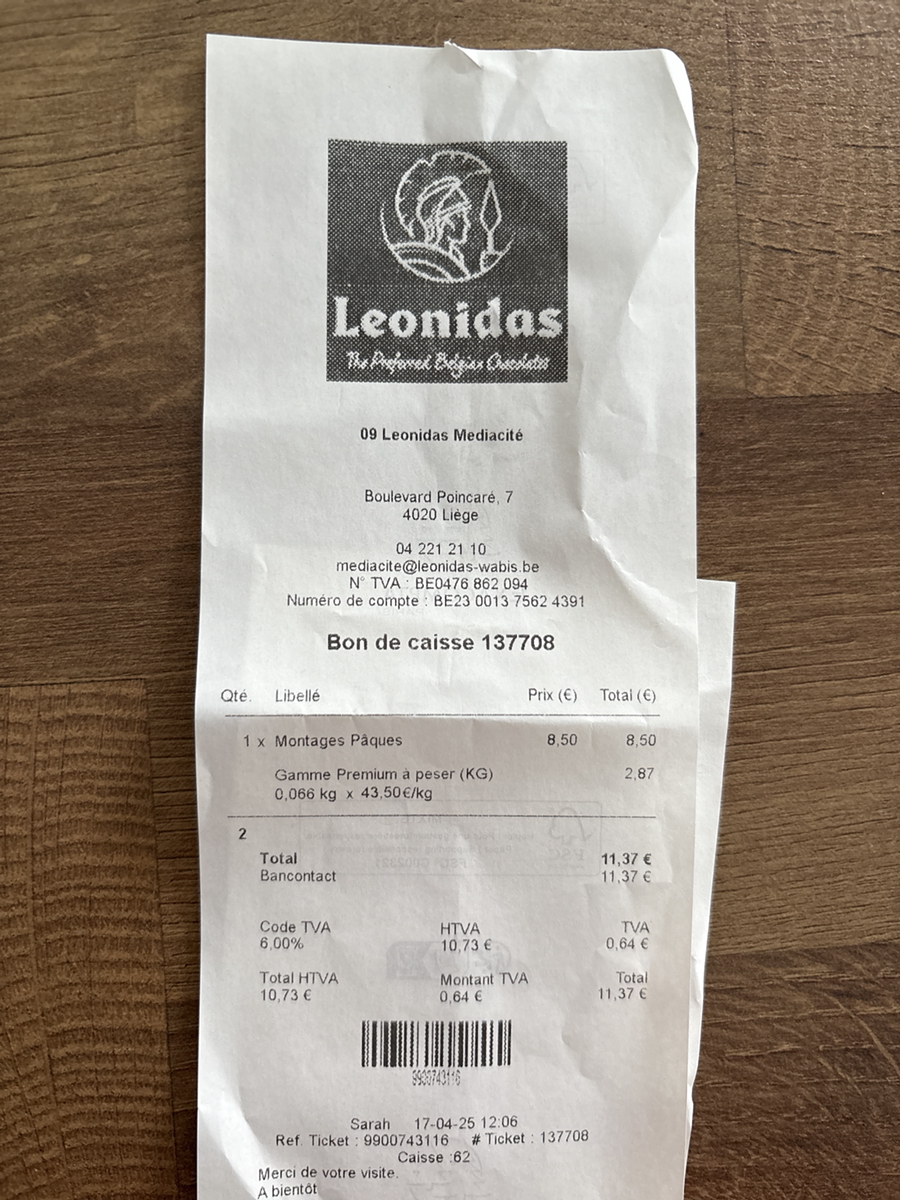 Leonidas
The Preferred Belgian Chocolates
09 Leonidas Mediacité
Boulevard Poincaré, 7
4020 Liège
04 221 21 10
mediacite@leonidas-wabis.be
N° TVA : BE0476 862 094
Numéro de compte : BE23 0013 7562 4391
Bon de caisse 137708
Qté. Libellé Prix (€) Total (€)
1 x Montages Pâques 8,50 8,50
Gamme Premium à peser (KG) 2,87
0,066 kg x 43,50€/kg
2
Total 11,37 €
Bancontact 11,37 €
Code TVA HTVA TVA
6,00% 10,73 € 0,64 €
Total HTVA Montant TVA Total
10,73 € 0,64 € 11,37 €
9900743116
Sarah 17-04-25 12:06
Ref. Ticket : 9900743116 # Ticket : 137708
Caisse :62
Merci de votre visite.
A bientôt